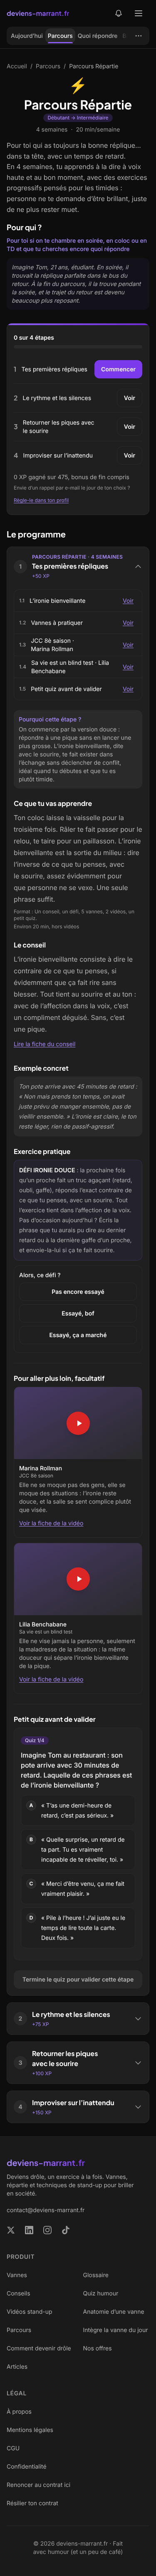 deviens-marrant.fr
Aujourd'hui Parcours Quoi répondre
Accueil / Parcours / Parcours Répartie
Parcours Répartie
Débutant → Intermédiaire
4 semaines · 20 min/semaine
Pour toi qui as toujours la bonne réplique...
dans ta tête, au volant, trop tard.
En 4 semaines, tu apprends à la sortir à voix
haute et au bon moment, avec des exercices
progressifs pensés pour les timides :
personne ne te demande d'être brillant, juste
de ne plus rester muet.
Pour qui ?
Pour toi si on te chambre en soirée, en coloc ou en
TD et que tu cherches encore quoi répondre
Imagine Tom, 21 ans, étudiant. En soirée, il
trouvait la réplique parfaite dans le métro du
retour. À la fin du parcours, il la trouve pendant
la soirée, et le trajet du retour est devenu
beaucoup plus reposant.
0 sur 4 étapes
1 Tes premières répliques Commencer
2 Le rythme et les silences Voir
3 Retourner les piques avec
le sourire Voir
4 Improviser sur l'inattendu Voir
0 XP gagné sur 475, bonus de fin compris
Envie d'un rappel par e-mail le jour de ton choix ?
Règle-le dans ton profil
Le programme
PARCOURS RÉPARTIE · 4 SEMAINES
1 Tes premières répliques
+50 XP
1.1 L'ironie bienveillante Voir
1.2 Vannes à pratiquer Voir
1.3 JCC 8è saison ·
Marina Rollman Voir
1.4 Sa vie est un blind test · Lilia
Benchabane Voir
1.5 Petit quiz avant de valider Voir
Pourquoi cette étape ?
On commence par la version douce du don :
répondre à une pique sans en lancer une
plus grosse. L'ironie bienveillante, dite
avec le sourire, est parfaite pour débuter,
elle fait exister ta voix dans l'échange
sans déclencher de conflit,
idéal quand tu débutes et que tu es
plutôt timide.
Ce que tu vas apprendre
Ton coloc laisse la vaisselle pour la
troisième fois. Râler te fait passer pour le
relou, te taire pour un paillasson. L'ironie
bienveillante est la voie du milieu : dire
l'inverse de ce que tu penses, avec
le sourire, assez évidemment pour
que personne ne se vexe. Une seule
phrase suffit.
Format : Un conseil, un défi, 5 vannes, 2 vidéos, un
petit quiz.
Environ 20 min, hors vidéos
Le conseil
L'ironie bienveillante consiste à dire le
contraire de ce que tu penses, si
évidemment que ça fait rire sans
blesser. Tout tient au sourire et au ton :
avec de l'affection dans la voix, c'est
un compliment déguisé. Sans, c'est
une pique.
Lire la fiche du conseil
Exemple concret
Ton pote arrive avec 45 minutes de retard :
« Non mais prends ton temps, on avait
juste prévu de manger ensemble, pas de
vieillir ensemble. » L'ironie est claire, le ton
reste léger, rien de passif-agressif.
Exercice pratique
DÉFI IRONIE DOUCE : la prochaine fois
qu'un proche fait un truc agaçant (retard,
oubli, gaffe), réponds l'exact contraire de
ce que tu penses, avec un sourire. Tout
l'exercice tient dans l'affection de la voix.
Pas d'occasion aujourd'hui ? Écris la
phrase que tu aurais pu dire au dernier
retard ou à la dernière gaffe d'un proche,
et envoie-la-lui si ça te fait sourire.
Alors, ce défi ?
Pas encore essayé
Essayé, bof
Essayé, ça a marché
Pour aller plus loin, facultatif
Marina Rollman
JCC 8è saison
Elle ne se moque pas des gens, elle se
moque des situations : l'ironie reste
douce, et la salle se sent complice plutôt
que visée.
Voir la fiche de la vidéo
Lilia Benchabane
Sa vie est un blind test
Elle ne vise jamais la personne, seulement
la maladresse de la situation : même un
sujet délicat passe quand l'ironie reste
bienveillante et qu'elle s'inclut de la pique.
Voir la fiche de la vidéo
Petit quiz avant de valider
Quiz 1/4
Imagine Tom au restaurant : son
pote arrive avec 30 minutes de
retard. Laquelle de ces phrases est
de l'ironie bienveillante ?
A « T'as une demi-heure de
retard, c'est pas sérieux. »
B « Quelle surprise, un retard de
ta part. Tu es vraiment
incapable de te réveiller, toi. »
C « Merci d'être venu, ça me fait
vraiment plaisir. »
D « Pile à l'heure ! J'ai juste eu le
temps de lire toute la carte.
Deux fois. »
Termine le quiz pour valider cette étape
2 Le rythme et les silences
+75 XP
3 Retourner les piques
avec le sourire
+100 XP
4 Improviser sur l'inattendu
+150 XP
deviens-marrant.fr
Deviens drôle, un exercice à la fois. Vannes,
répartie et techniques de stand-up pour briller
en société.
contact@deviens-marrant.fr
PRODUIT
Vannes Glossaire
Conseils Quiz humour
Vidéos stand-up Anatomie d'une vanne
Parcours Intègre la vanne du jour
Comment devenir drôle Nos offres
Articles
LÉGAL
À propos
Mentions légales
CGU
Confidentialité
Renoncer au contrat ici
Résilier ton contrat
© 2026 deviens-marrant.fr · Fait
avec humour (et un peu de café)